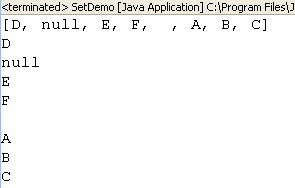 <terminated> SetDemo [Java Application] C:\Program Files\J
[D, null, E, F,  , A, B, C]
D
null
E
F
A
B
C